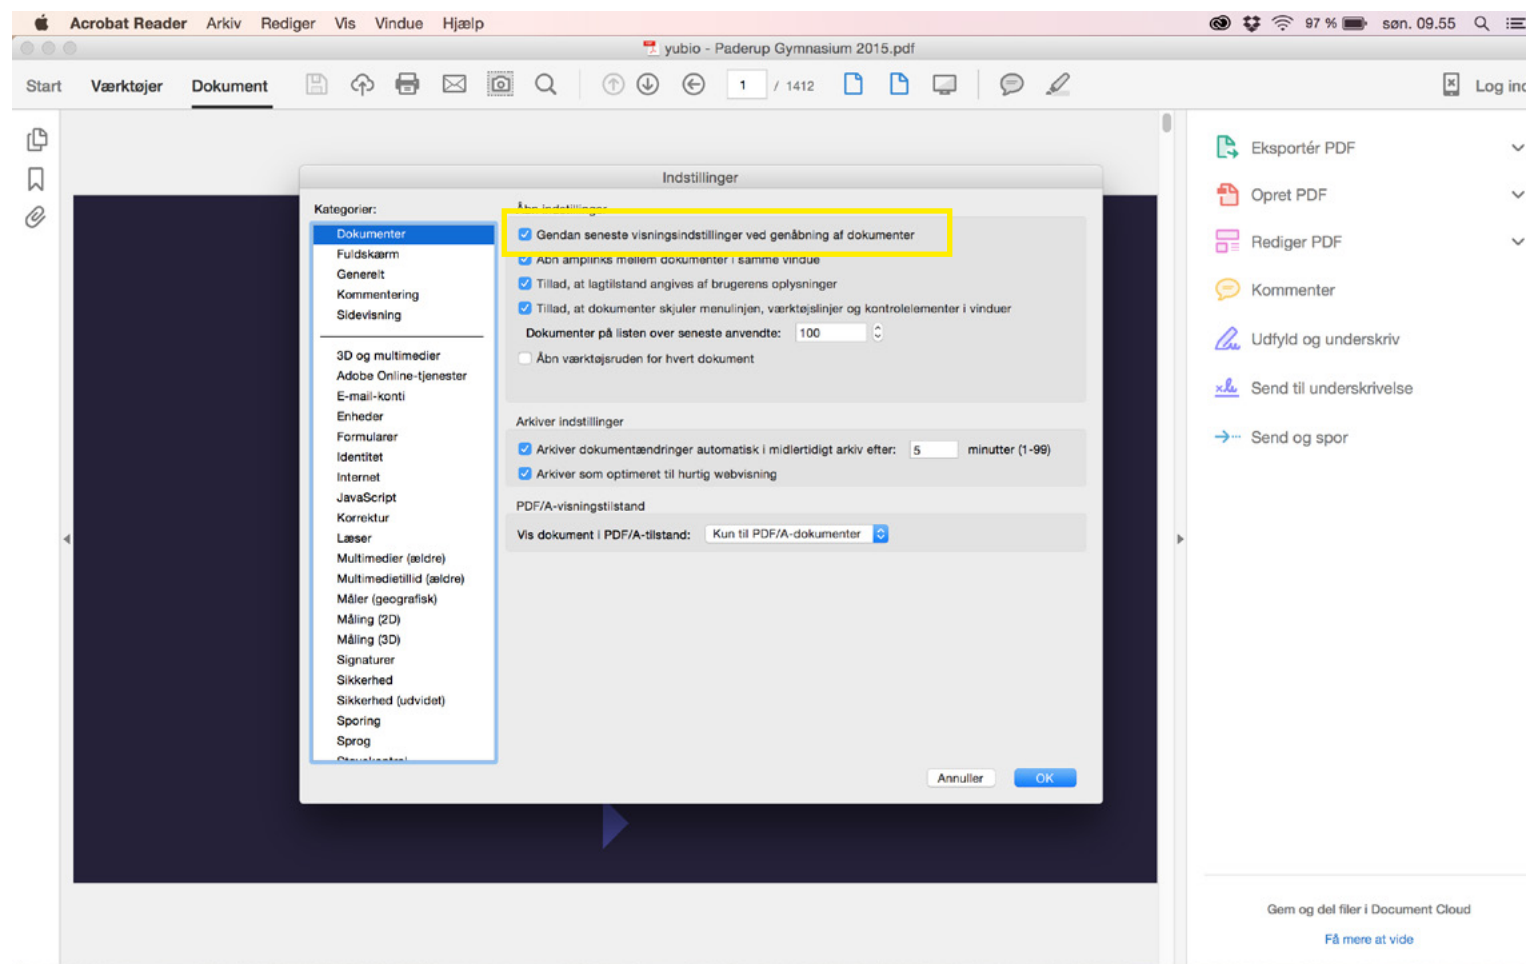 Acrobat Reader Arkiv Rediger Vis Vindue Hjælp 97 % søn. 09.55
yubio - Paderup Gymnasium 2015.pdf
Start Værktøjer Dokument 1 / 1412 Log ind
Indstillinger
Kategorier:
Dokumenter
Fuldskærm
Generelt
Kommentering
Sidevisning
3D og multimedier
Adobe Online-tjenester
E-mail-konti
Enheder
Formularer
Identitet
Internet
JavaScript
Korrektur
Læser
Multimedier (ældre)
Multimedietillid (ældre)
Måler (geografisk)
Måling (2D)
Måling (3D)
Signaturer
Sikkerhed
Sikkerhed (udvidet)
Sporing
Sprog
Åbn indstillinger
Gendan seneste visningsindstillinger ved genåbning af dokumenter
Åbn amplinks mellem dokumenter i samme vindue
Tillad, at lagtilstand angives af brugerens oplysninger
Tillad, at dokumenter skjuler menulinjen, værktøjslinjer og kontrolelementer i vinduer
Dokumenter på listen over seneste anvendte: 100
Åbn værktøjsruden for hvert dokument
Arkiver indstillinger
Arkiver dokumentændringer automatisk i midlertidigt arkiv efter: 5 minutter (1-99)
Arkiver som optimeret til hurtig webvisning
PDF/A-visningstilstand
Vis dokument i PDF/A-tilstand: Kun til PDF/A-dokumenter
Annuller OK
Eksportér PDF
Opret PDF
Rediger PDF
Kommenter
Udfyld og underskriv
Send til underskrivelse
Send og spor
Gem og del filer i Document Cloud
Få mere at vide